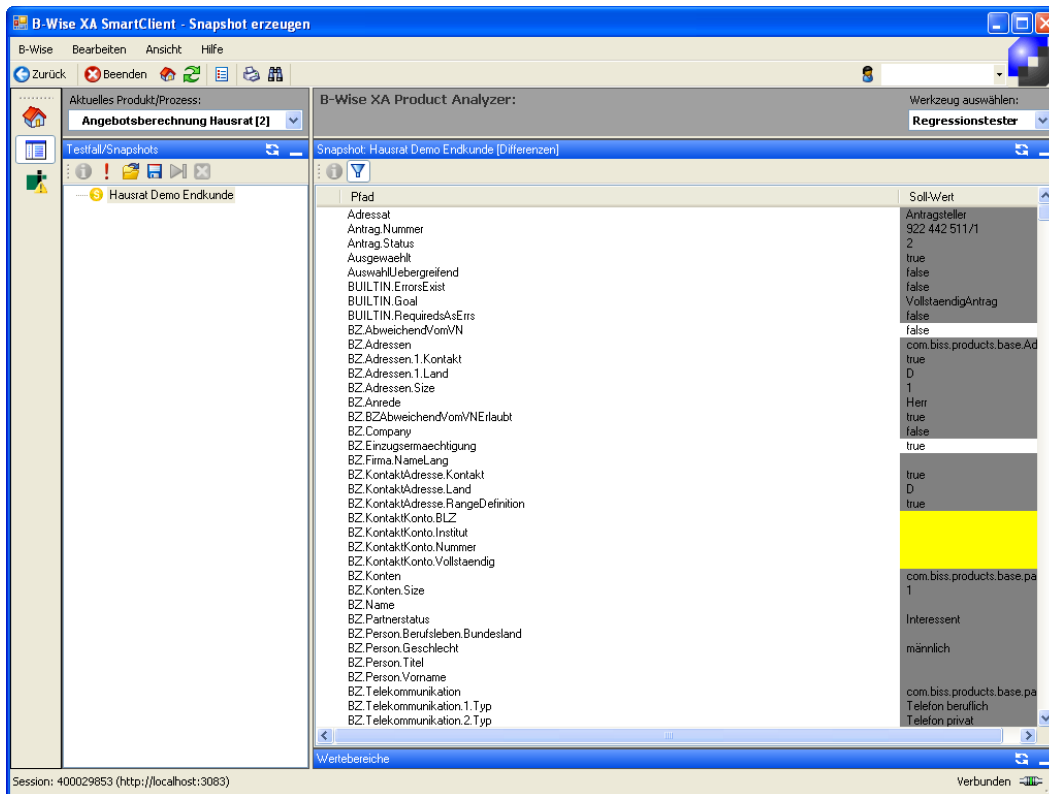 B-Wise XA SmartClient - Snapshot erzeugen
B-Wise Bearbeiten Ansicht Hilfe
Zurück Beenden
Aktuelles Produkt/Prozess:
Angebotsberechnung Hausrat [2]
B-Wise XA Product Analyzer:
Werkzeug auswählen:
Regressionstester
Testfall/Snapshots
Snapshot: Hausrat Demo Endkunde [Differenzen]
Hausrat Demo Endkunde
Pfad Soll-Wert
Adressat Antragsteller
Antrag.Nummer 922 442 511/1
Antrag.Status 2
Ausgewaehlt true
AuswahlUebergreifend false
BUILTIN.ErrorsExist false
BUILTIN.Goal VollstaendigAntrag
BUILTIN.RequiredsAsErrs false
BZ.AbweichendVomVN false
BZ.Adressen com.biss.products.base.Ad
BZ.Adressen.1.Kontakt true
BZ.Adressen.1.Land D
BZ.Adressen.Size 1
BZ.Anrede Herr
BZ.BZAbweichendVomVNErlaubt true
BZ.Company false
BZ.Einzugsermaechtigung true
BZ.Firma.NameLang
BZ.KontaktAdresse.Kontakt true
BZ.KontaktAdresse.Land D
BZ.KontaktAdresse.RangeDefinition true
BZ.KontaktKonto.BLZ
BZ.KontaktKonto.Institut
BZ.KontaktKonto.Nummer
BZ.KontaktKonto.Vollstaendig
BZ.Konten com.biss.products.base.pa
BZ.Konten.Size 1
BZ.Name
BZ.Partnerstatus Interessent
BZ.Person.Berufsleben.Bundesland
BZ.Person.Geschlecht männlich
BZ.Person.Titel
BZ.Person.Vorname
BZ.Telekommunikation com.biss.products.base.pa
BZ.Telekommunikation.1.Typ Telefon beruflich
BZ.Telekommunikation.2.Typ Telefon privat
Wertebereiche
Session: 400029853 (http://localhost:3083) Verbunden